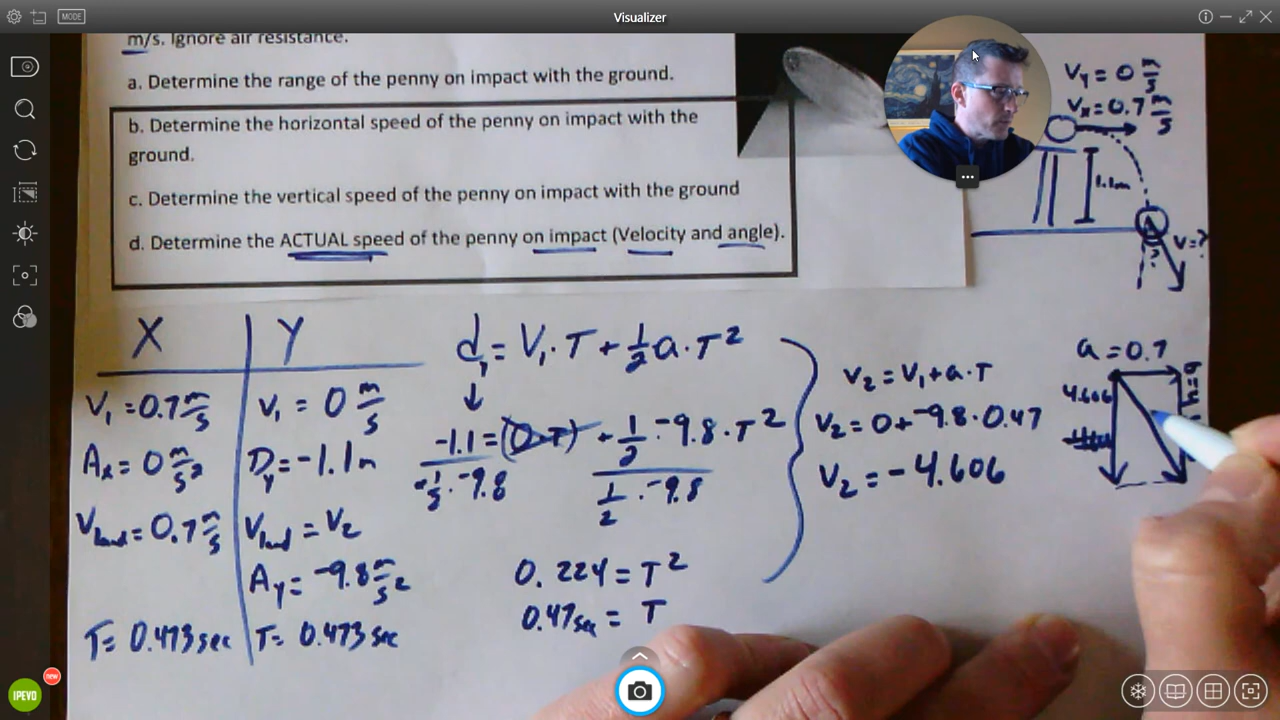 MODE
Visualizer
m/s. Ignore air resistance.
a. Determine the range of the penny on impact with the ground.
b. Determine the horizontal speed of the penny on impact with the
ground.
c. Determine the vertical speed of the penny on impact with the ground
d. Determine the ACTUAL speed of the penny on impact (Velocity and angle).
Vy = 0 m/s
Vx = 0.7 m/s
1.1m
V=?
?
X | Y
V₁ = 0.7 m/s
Ax = 0 m/s²
Vland = 0.7 m/s
T = 0.473 sec
V₁ = 0 m/s
Dy = -1.1m
Vland = V₂
Ay = -9.8 m/s²
T = 0.473 sec
d₁ = V₁·T + ½a·T²
-1.1 = (0·T) + ½·-9.8·T²
½·-9.8
½·-9.8
0.224 = T²
0.47sec = T
V₂ = V₁ + a·T
V₂ = 0 + -9.8·0.47
V₂ = -4.606
a = 0.7
4.606
new
IPEVO